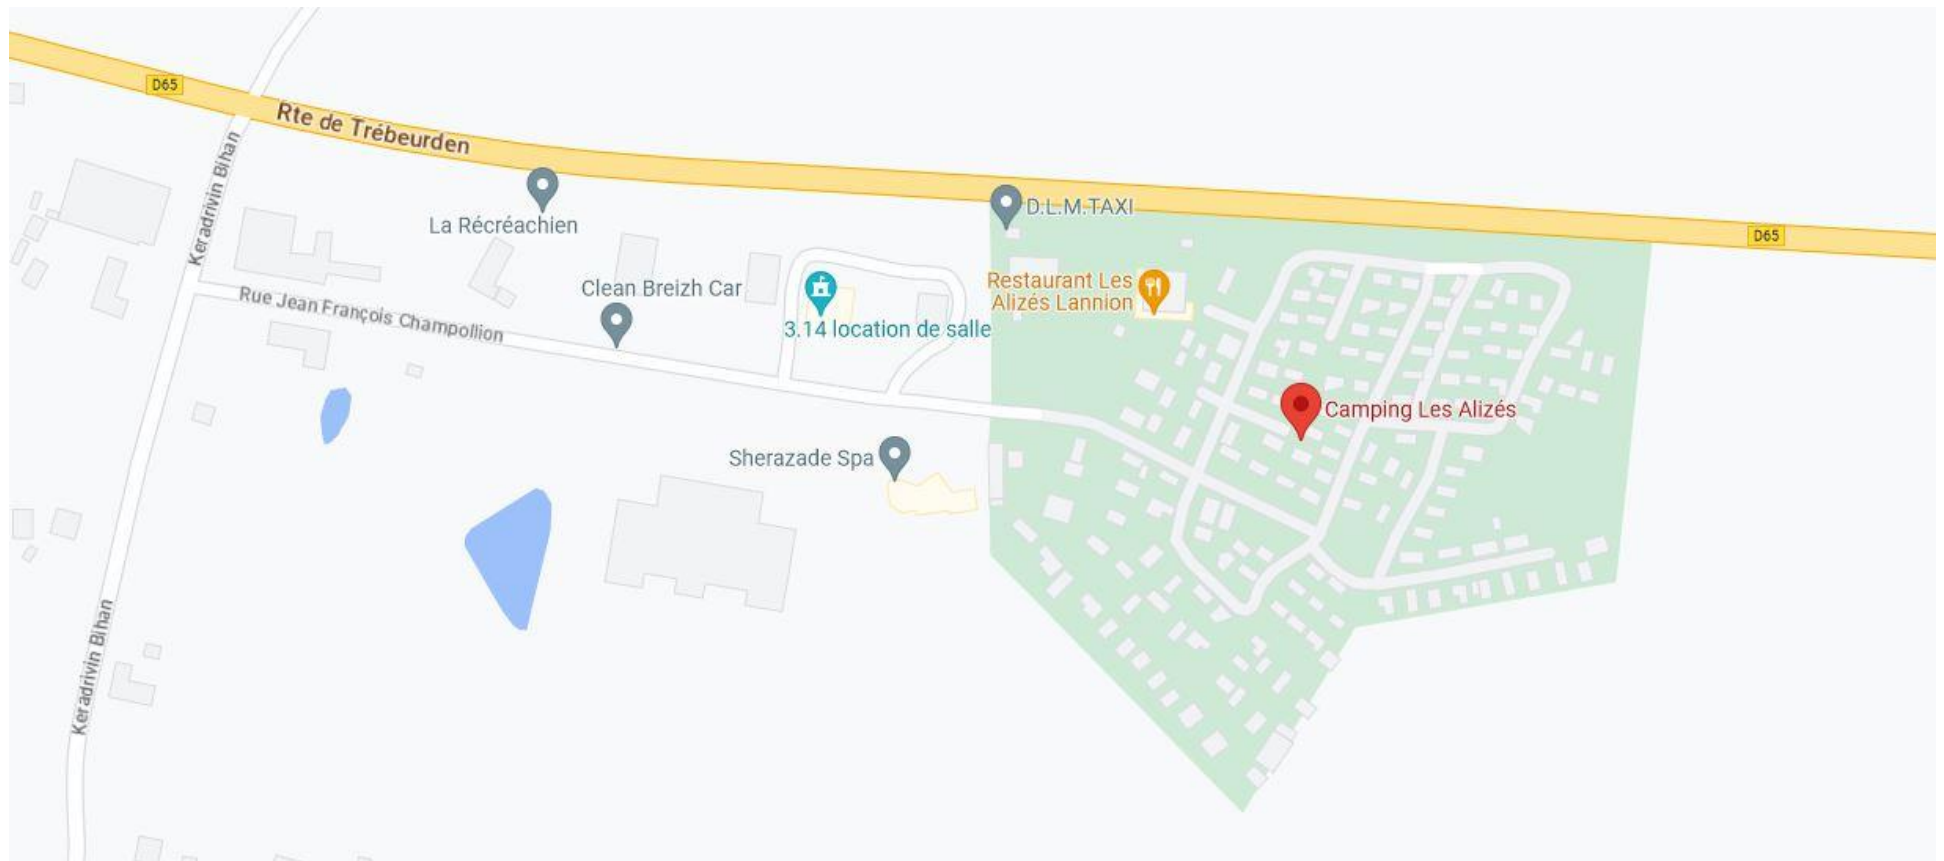 D65
Rte de Trébeurden
Keradrivin Bihan
La Récréachien
D.L.M.TAXI
D65
Clean Breizh Car
Restaurant Les
Alizés Lannion
Rue Jean François Champollion
3.14 location de salle
Camping Les Alizés
Sherazade Spa
Keradrivin Bihan